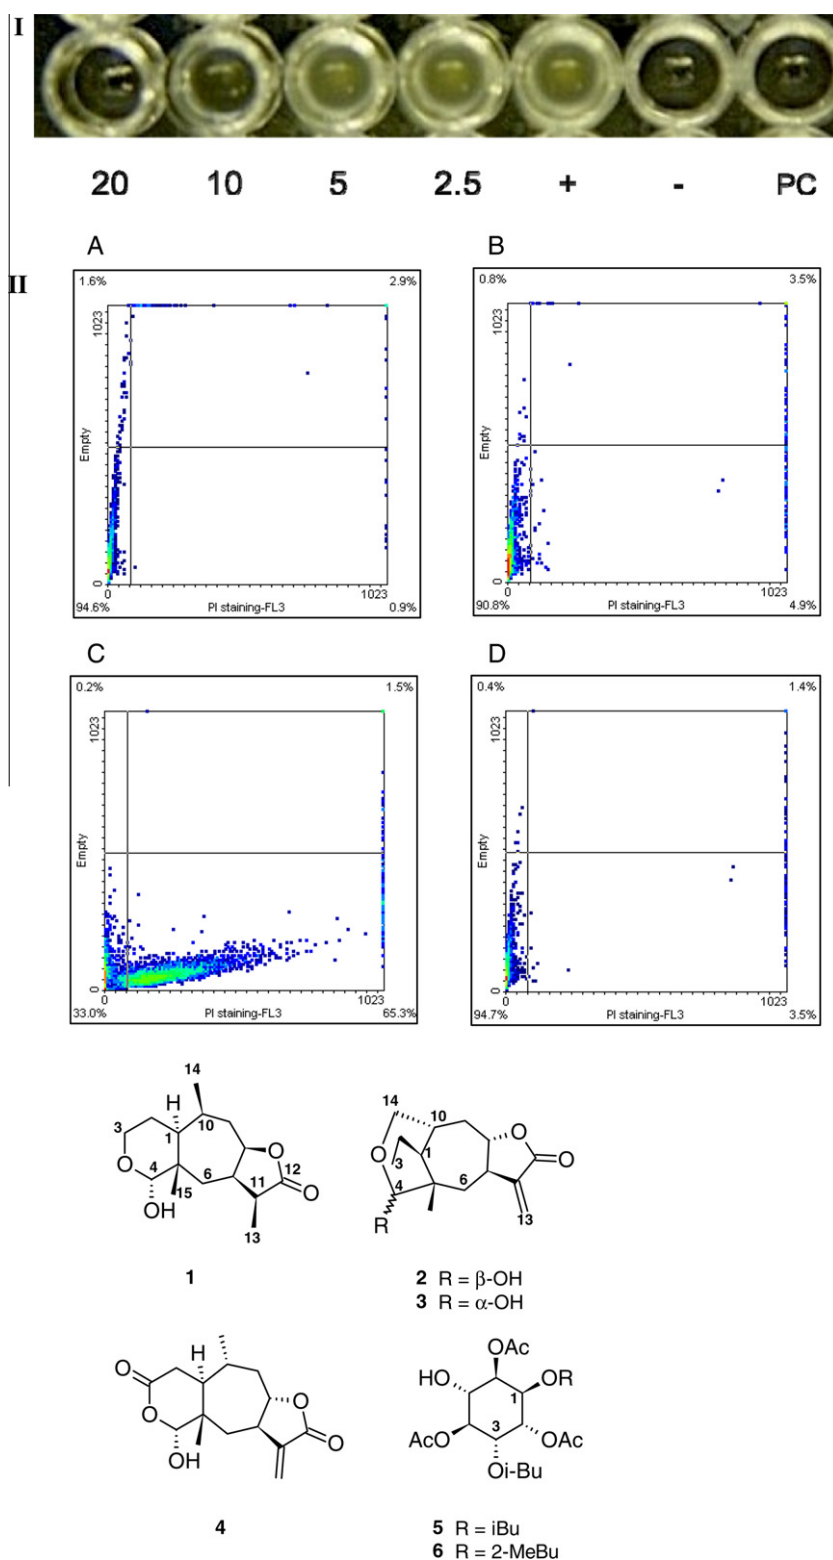 I
20 10 5 2.5 + - PC
II
A
1.6% 2.9%
1023
Empty
0
0 1023
94.6% PI staining-FL3 0.9%
B
0.8% 3.5%
1023
Empty
0
0 1023
90.8% PI staining-FL3 4.9%
C
0.2% 1.5%
1023
Empty
0
0 1023
33.0% PI staining-FL3 65.3%
D
0.4% 1.4%
1023
Empty
0
0 1023
94.7% PI staining-FL3 3.5%
14
H
3 10
1
O 4 6 O 12
15 11 O
OH
13
1
14
10
O 3 1 O
4 6 O
R 13
2 R = β-OH
3 R = α-OH
O H
O O
OH O
4
OAc
HO OR
1
3
AcO OAc
Oi-Bu
5 R = iBu
6 R = 2-MeBu